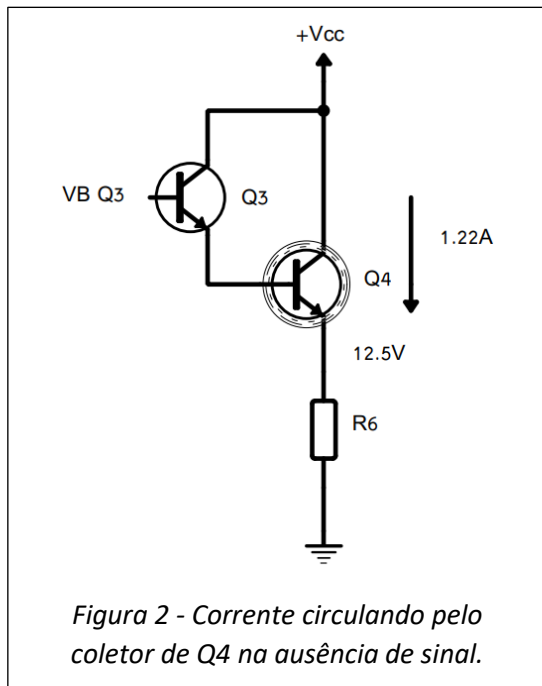 +Vcc
VB Q3
Q3
1.22A
Q4
12.5V
R6
Figura 2 - Corrente circulando pelo
coletor de Q4 na ausência de sinal.